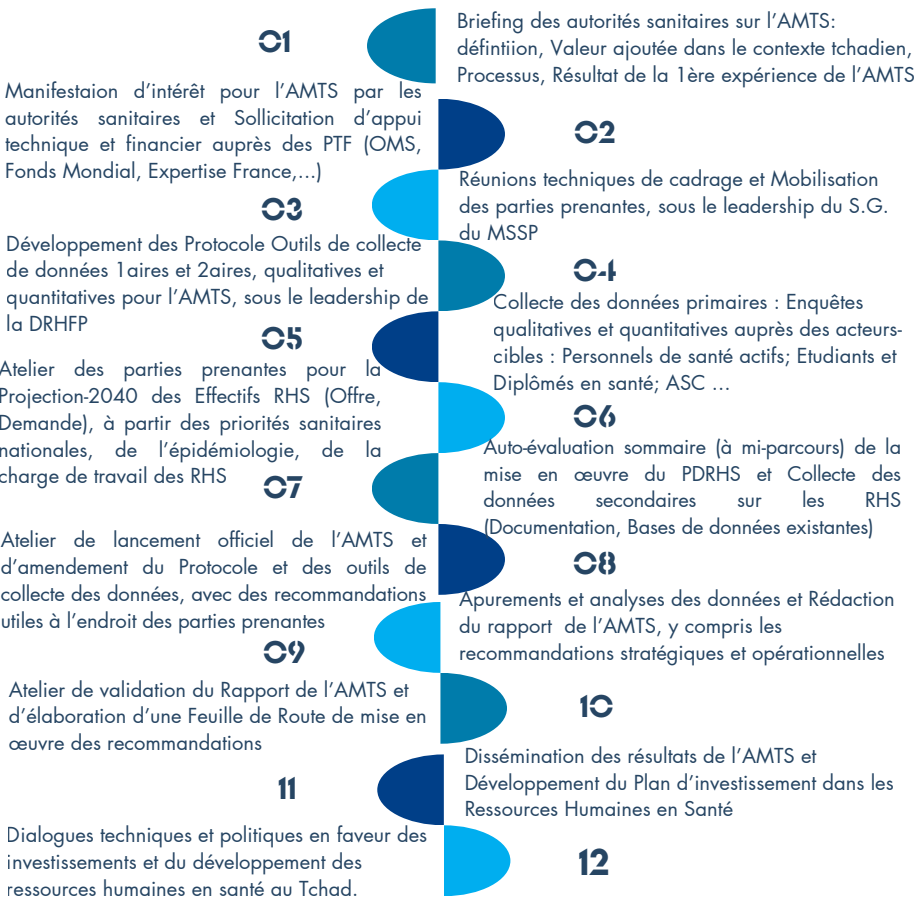 01
Briefing des autorités sanitaires sur l'AMTS:
défintiion, Valeur ajoutée dans le contexte tchadien,
Processus, Résultat de la 1ère expérience de l'AMTS
02
Manifestaion d'intérêt pour l'AMTS par les
autorités sanitaires et Sollicitation d'appui
technique et financier auprès des PTF (OMS,
Fonds Mondial, Expertise France,...)
03
Réunions techniques de cadrage et Mobilisation
des parties prenantes, sous le leadership du S.G.
du MSSP
04
Développement des Protocole Outils de collecte
de données 1aires et 2aires, qualitatives et
quantitatives pour l'AMTS, sous le leadership de
la DRHFP
05
Collecte des données primaires : Enquêtes
qualitatives et quantitatives auprès des acteurs-
cibles : Personnels de santé actifs; Etudiants et
Diplômés en santé; ASC ...
06
Atelier des parties prenantes pour la
Projection-2040 des Effectifs RHS (Offre,
Demande), à partir des priorités sanitaires
nationales, de l'épidémiologie, de la
charge de travail des RHS
07
Auto-évaluation sommaire (à mi-parcours) de la
mise en œuvre du PDRHS et Collecte des
données secondaires sur les RHS
(Documentation, Bases de données existantes)
08
Atelier de lancement officiel de l'AMTS et
d'amendement du Protocole et des outils de
collecte des données, avec des recommandations
utiles à l'endroit des parties prenantes
09
Apurements et analyses des données et Rédaction
du rapport de l'AMTS, y compris les
recommandations stratégiques et opérationnelles
10
Atelier de validation du Rapport de l'AMTS et
d'élaboration d'une Feuille de Route de mise en
œuvre des recommandations
11
Dissémination des résultats de l'AMTS et
Développement du Plan d'investissement dans les
Ressources Humaines en Santé
12
Dialogues techniques et politiques en faveur des
investissements et du développement des
ressources humaines en santé au Tchad.